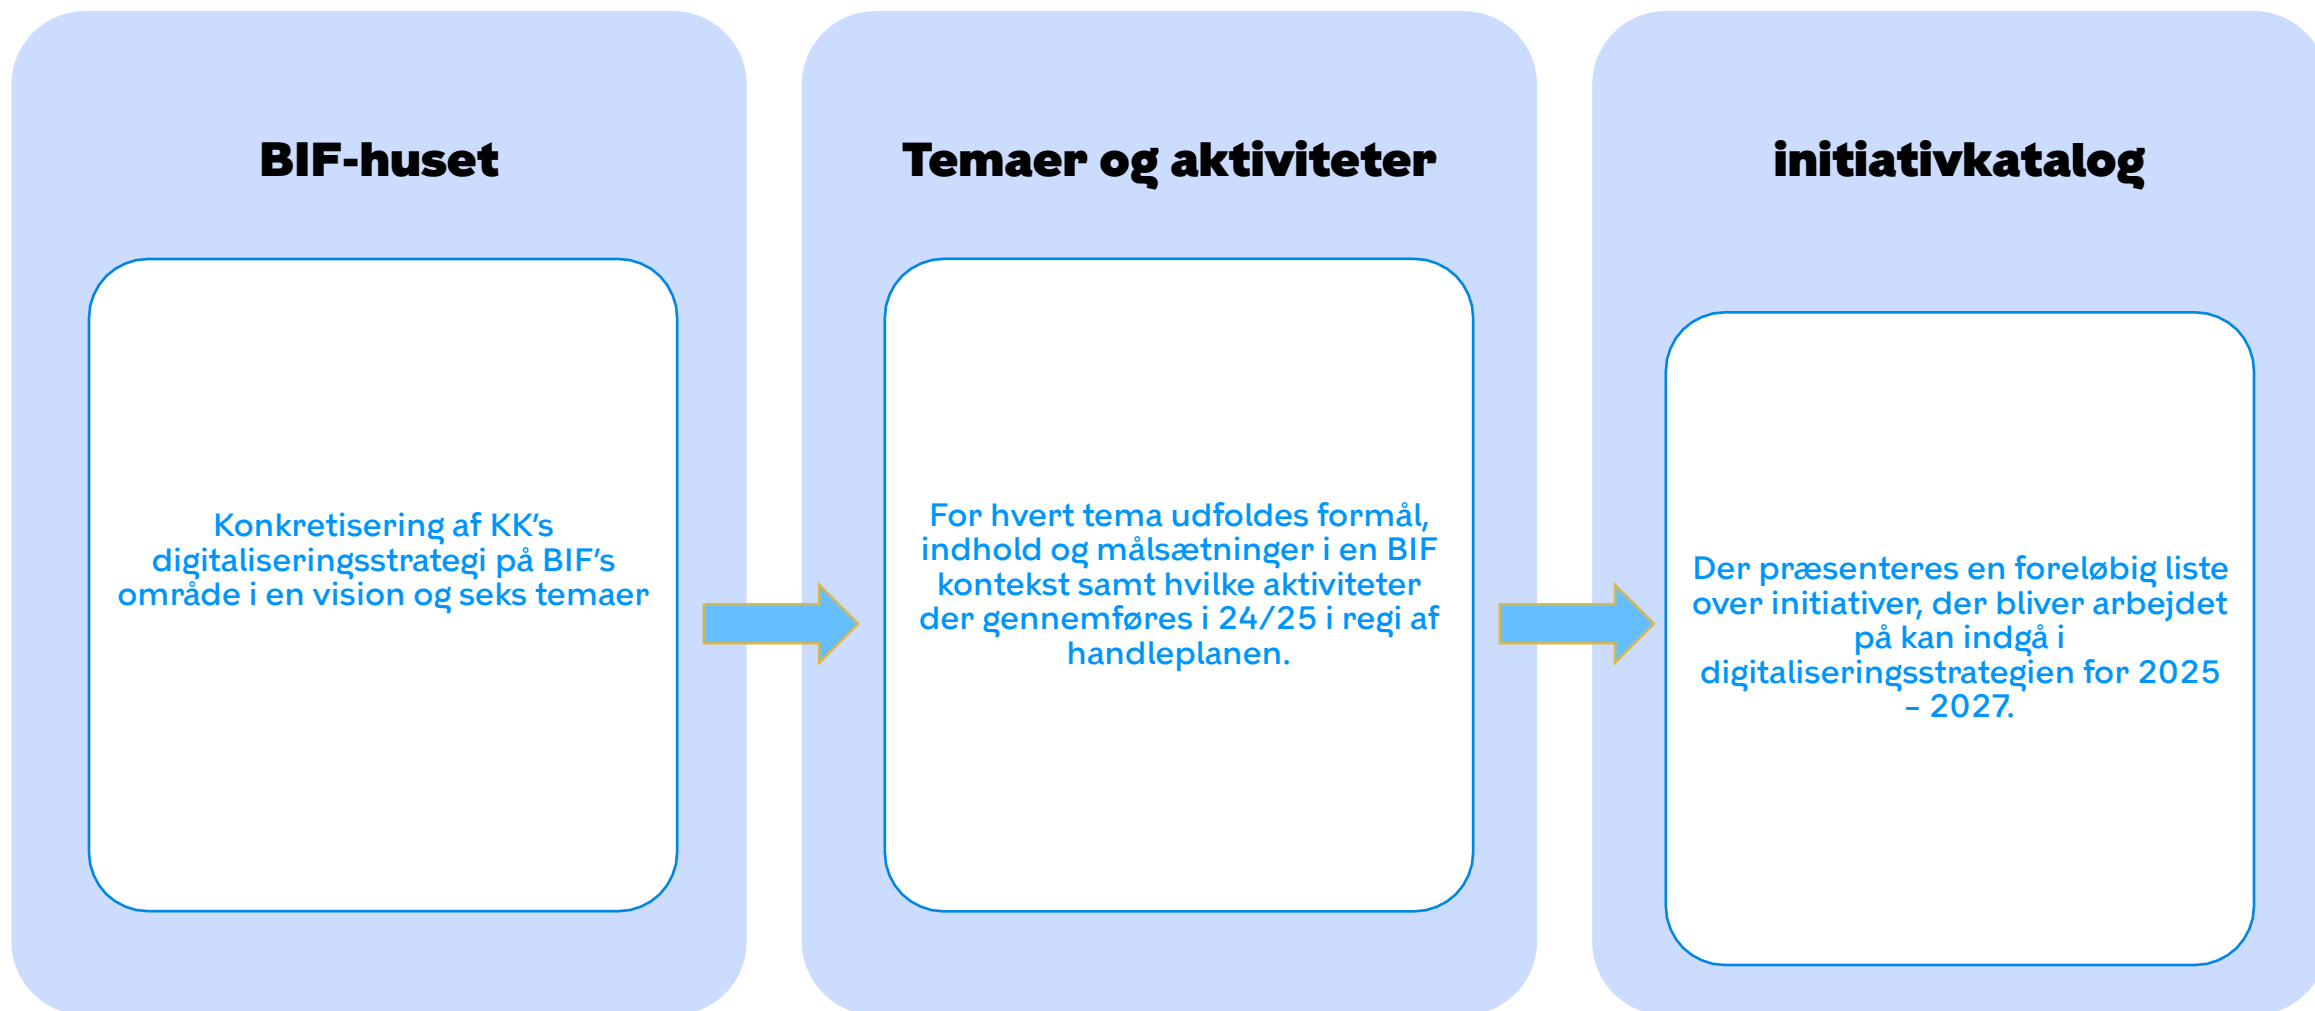 BIF-huset
Konkretisering af KK's
digitaliseringsstrategi på BIF's
område i en vision og seks temaer
Temaer og aktiviteter
For hvert tema udfoldes formål,
indhold og målsætninger i en BIF
kontekst samt hvilke aktiviteter
der gennemføres i 24/25 i regi af
handleplanen.
initiativkatalog
Der præsenteres en foreløbig liste
over initiativer, der bliver arbejdet
på kan indgå i
digitaliseringsstrategien for 2025
– 2027.